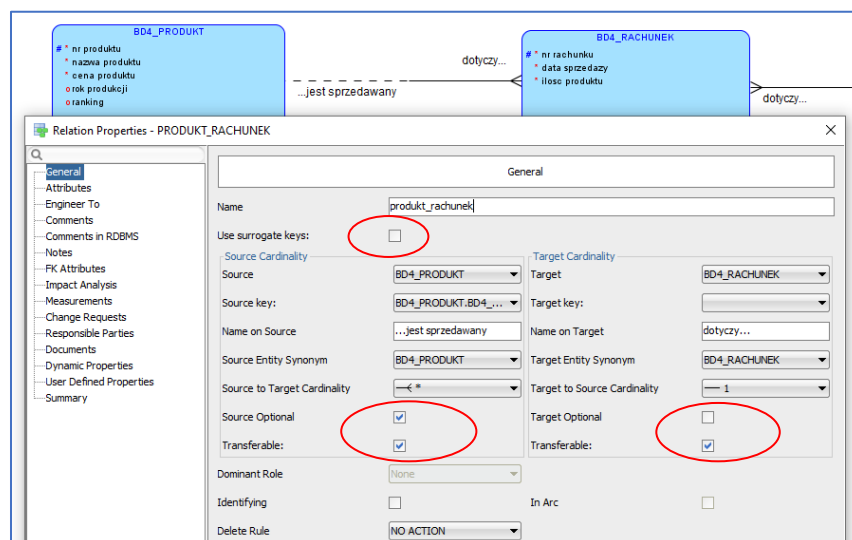 BD4_PRODUKT
# * nr produktu
* nazwa produktu
* cena produktu
o rok produkcji
o ranking
...jest sprzedawany
dotyczy...
BD4_RACHUNEK
# * nr rachunku
* data sprzedazy
* ilosc produktu
dotyczy...
Relation Properties - PRODUKT_RACHUNEK
General
Attributes
Engineer To
Comments
Comments in RDBMS
Notes
FK Attributes
Impact Analysis
Measurements
Change Requests
Responsible Parties
Documents
Dynamic Properties
User Defined Properties
Summary
General
Name produkt_rachunek
Use surrogate keys:
Source Cardinality
Source BD4_PRODUKT
Source key: BD4_PRODUKT.BD4_...
Name on Source ...jest sprzedawany
Source Entity Synonym BD4_PRODUKT
Source to Target Cardinality *
Source Optional
Transferable:
Target Cardinality
Target BD4_RACHUNEK
Target key:
Name on Target dotyczy...
Target Entity Synonym BD4_RACHUNEK
Target to Source Cardinality 1
Target Optional
Transferable:
Dominant Role None
Identifying
In Arc
Delete Rule NO ACTION